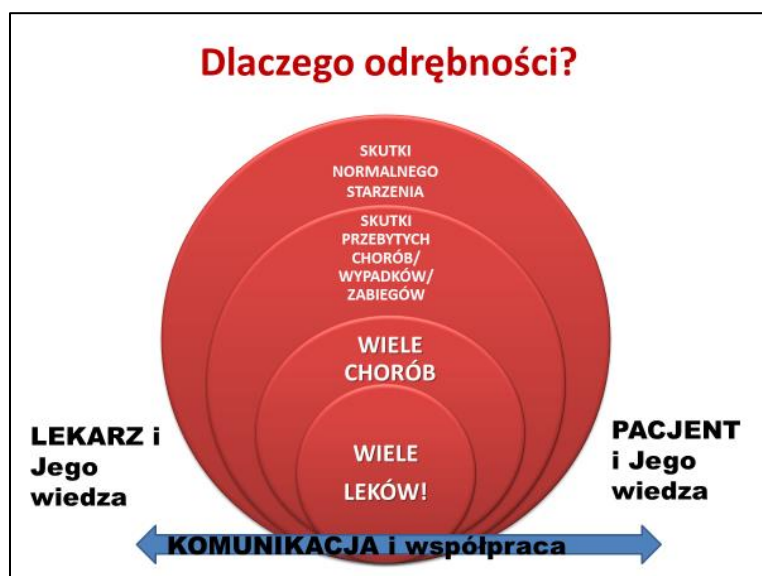 Dlaczego odrębności?
SKUTKI
NORMALNEGO
STARZENIA
SKUTKI
PRZEBYTYCH
CHORÓB/
WYPADKÓW/
ZABIEGÓW
WIELE
CHORÓB
WIELE
LEKÓW!
LEKARZ i
Jego
wiedza
PACJENT
i Jego
wiedza
KOMUNIKACJA i współpraca